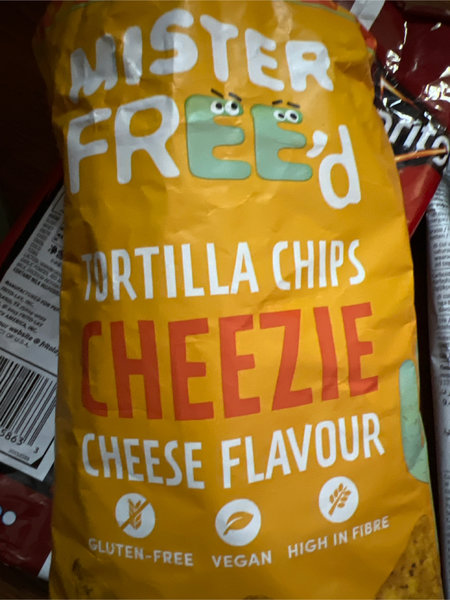 MISTER
FREE'd
TORTILLA CHIPS
CHEEZIE
CHEESE FLAVOUR
GLUTEN-FREE
VEGAN
HIGH IN FIBRE